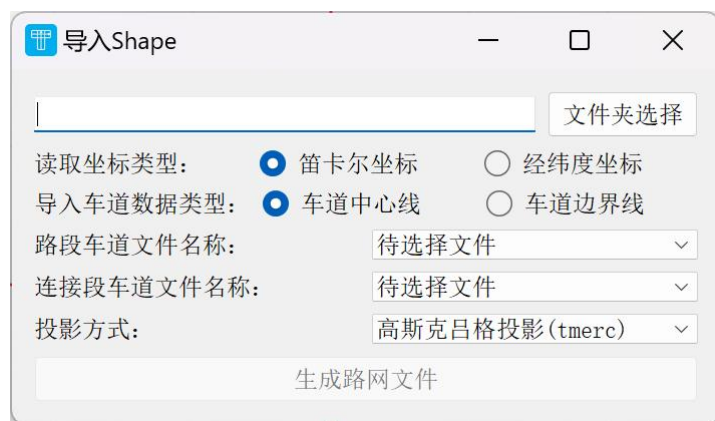 导入Shape
文件夹选择
读取坐标类型： 笛卡尔坐标 经纬度坐标
导入车道数据类型： 车道中心线 车道边界线
路段车道文件名称： 待选择文件
连接段车道文件名称： 待选择文件
投影方式： 高斯克吕格投影(tmerc)
生成路网文件